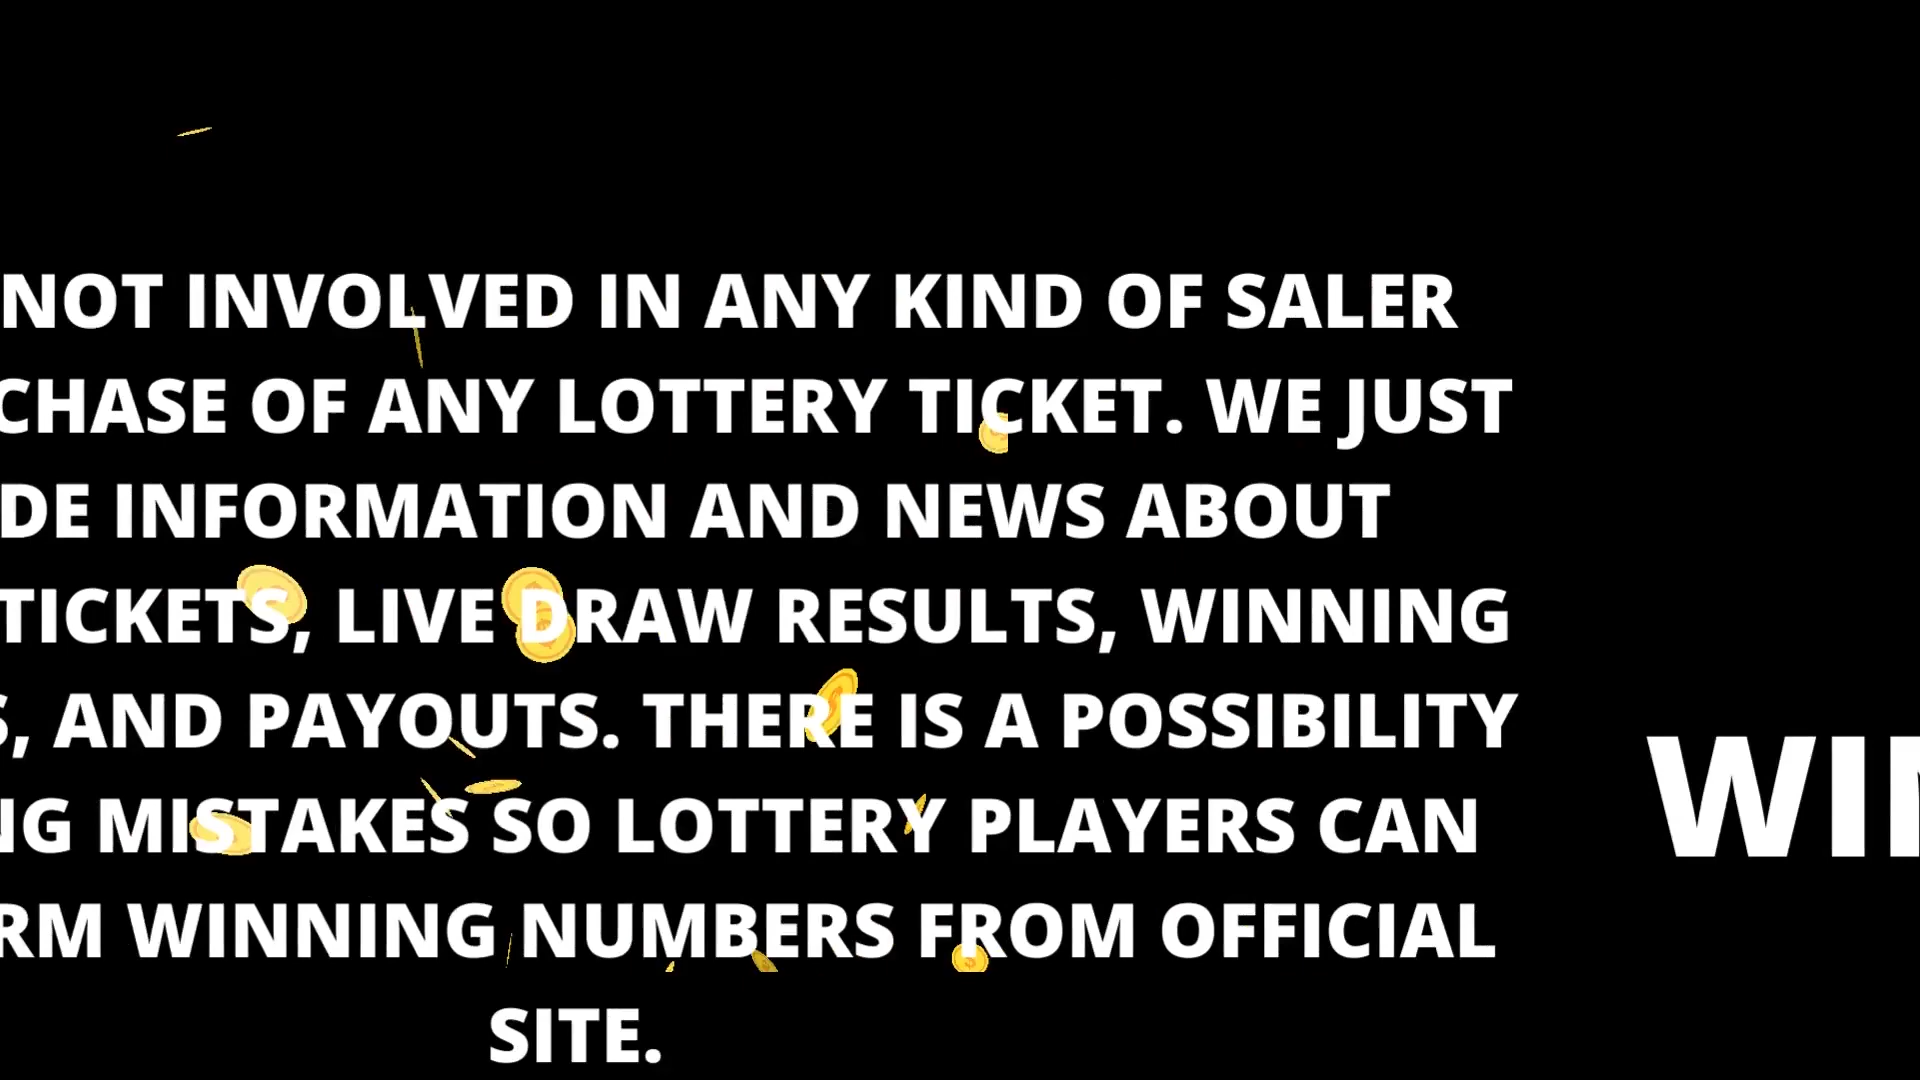 NOT INVOLVED IN ANY KIND OF SALER
CHASE OF ANY LOTTERY TICKET. WE JUST
DE INFORMATION AND NEWS ABOUT
TICKETS, LIVE DRAW RESULTS, WINNING
S, AND PAYOUTS. THERE IS A POSSIBILITY
NG MISTAKES SO LOTTERY PLAYERS CAN
RM WINNING NUMBERS FROM OFFICIAL
SITE.
WIN